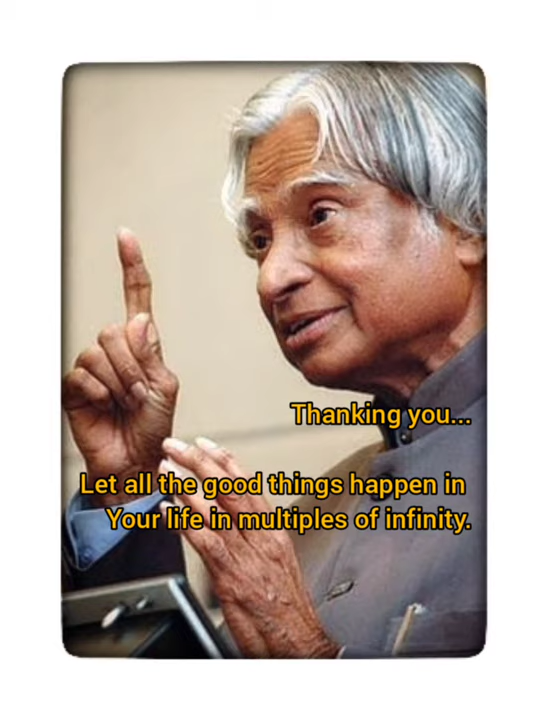 Thanking you...
Let all the good things happen in
Your life in multiples of infinity.